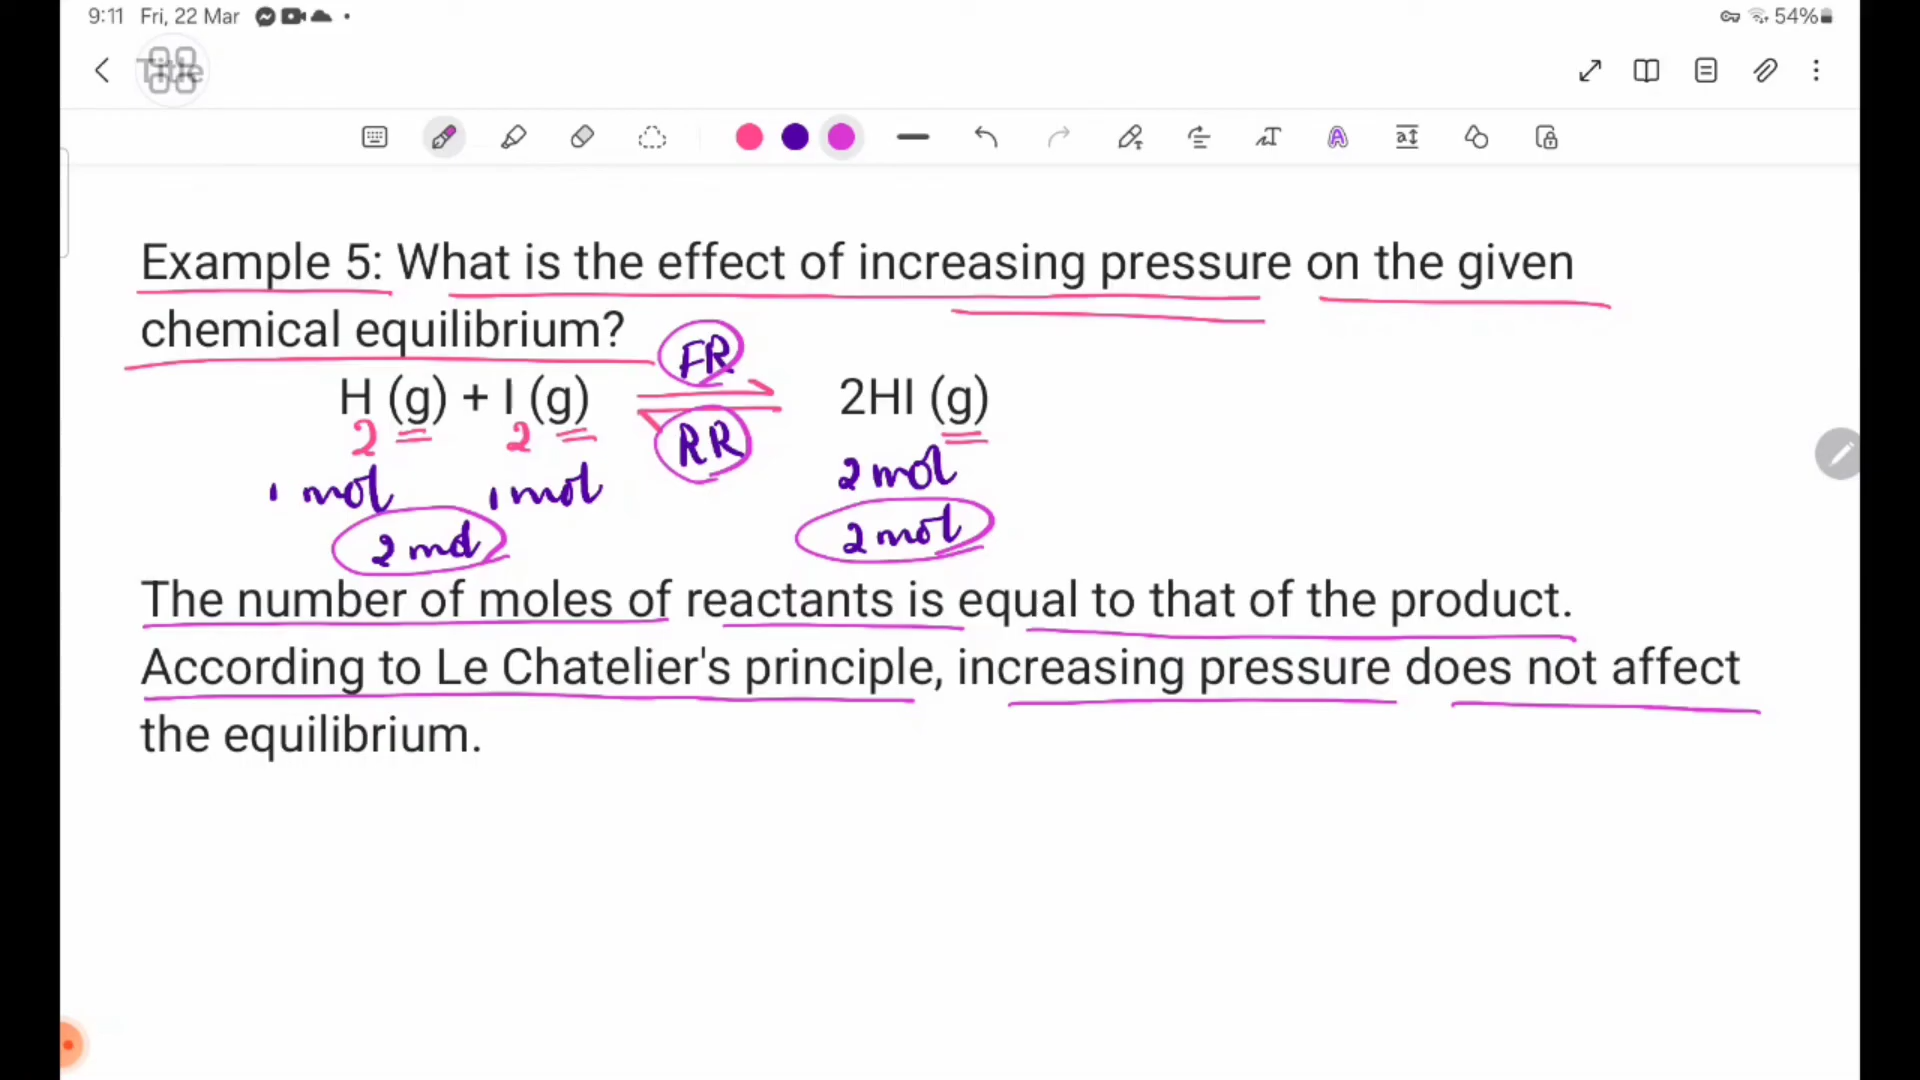 9:11 Fri, 22 Mar
54%
Title
Example 5: What is the effect of increasing pressure on the given
chemical equilibrium?
FR
H (g) + I (g) 2HI (g)
2 2
RR
1 mol 1 mol 2 mol
2 mol 2 mol
The number of moles of reactants is equal to that of the product.
According to Le Chatelier's principle, increasing pressure does not affect
the equilibrium.